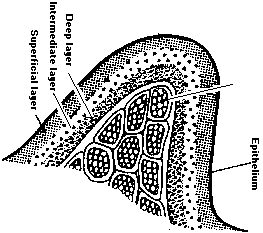 Deep layer
Intermediate layer
Superficial layer
Epithelium